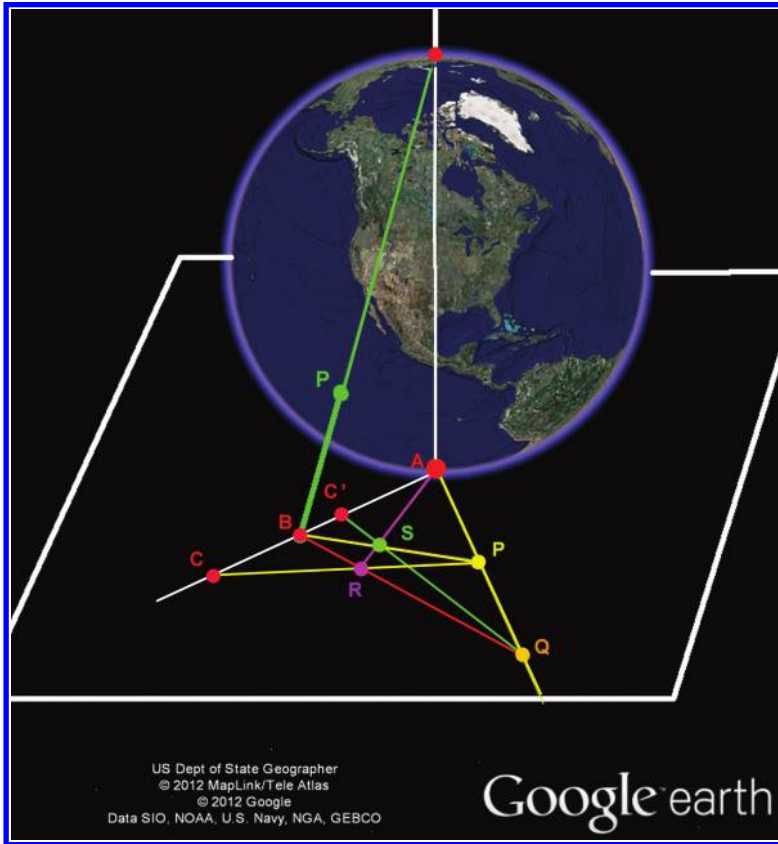 P
A
C'
B
S
C
P
R
Q
US Dept of State Geographer
© 2012 MapLink/Tele Atlas
© 2012 Google
Data SIO, NOAA, U.S. Navy, NGA, GEBCO
Google earth